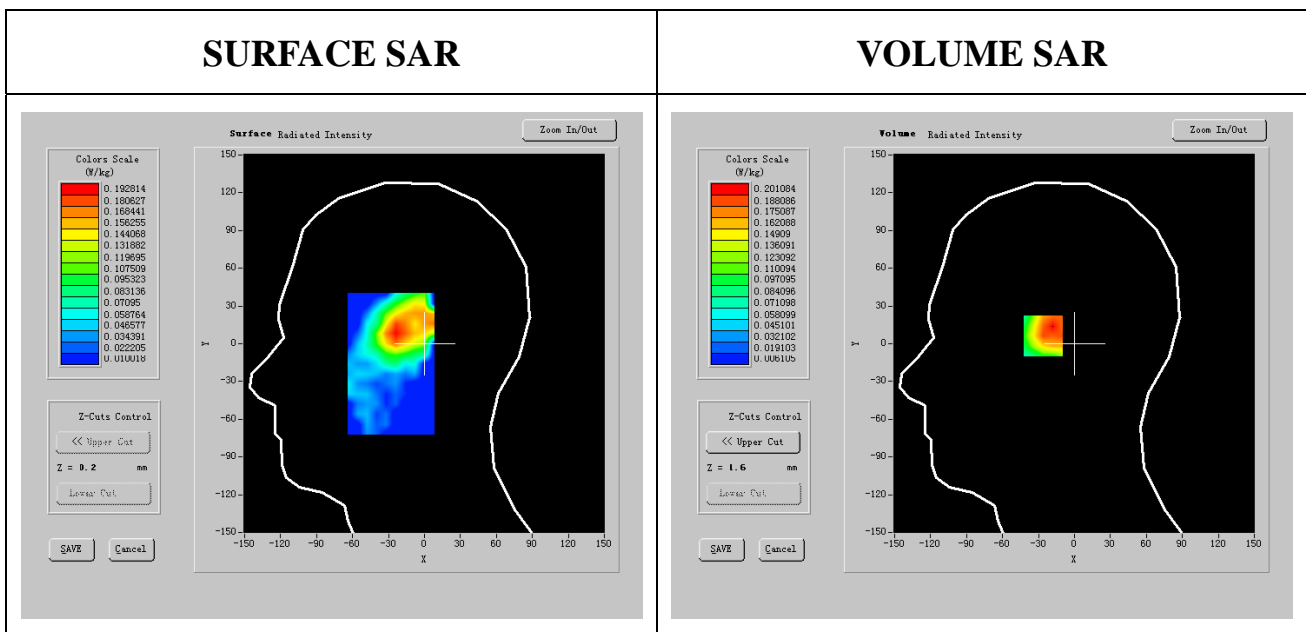 SURFACE SAR
VOLUME SAR
Surface Radiated Intensity
Zoom In/Out
Colors Scale
(W/kg)
0.192814
0.180627
0.168441
0.156255
0.144068
0.131882
0.119695
0.107509
0.095323
0.083136
0.07095
0.058764
0.046577
0.034391
0.022205
0.010018
Z-Cuts Control
<< Upper Cut
Z = 0.2 mm
Lower Cut
SAVE
Cancel
150
120
90
60
30
0
-30
-60
-90
-120
-150
Y
-150 -120 -90 -60 -30 0 30 60 90 120 150
X
Volume Radiated Intensity
Zoom In/Out
Colors Scale
(W/kg)
0.201084
0.188086
0.175087
0.162088
0.14909
0.136091
0.123092
0.110094
0.097095
0.084096
0.071098
0.058099
0.045101
0.032102
0.019103
0.006105
Z-Cuts Control
<< Upper Cut
Z = 1.6 mm
Lower Cut
SAVE
Cancel
150
120
90
60
30
0
-30
-60
-90
-120
-150
Y
-150 -120 -90 -60 -30 0 30 60 90 120 150
X